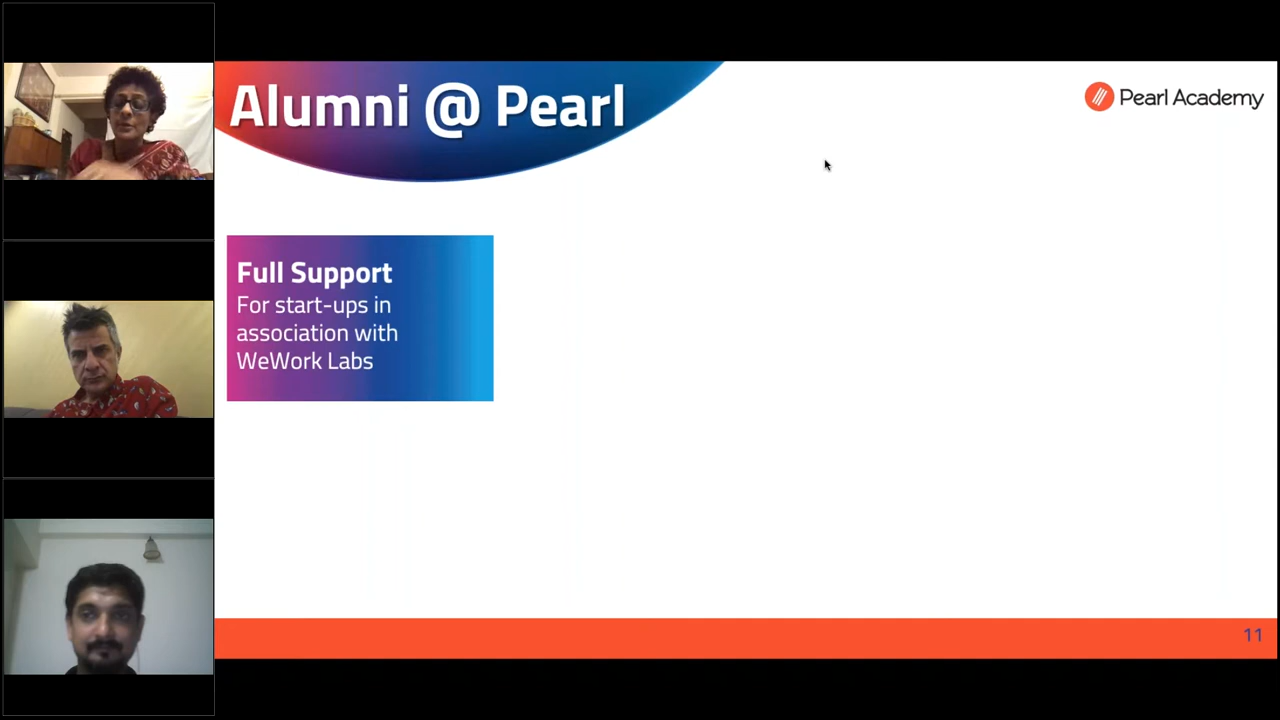 Alumni @ Pearl
Pearl Academy
Full Support
For start-ups in
association with
WeWork Labs
11